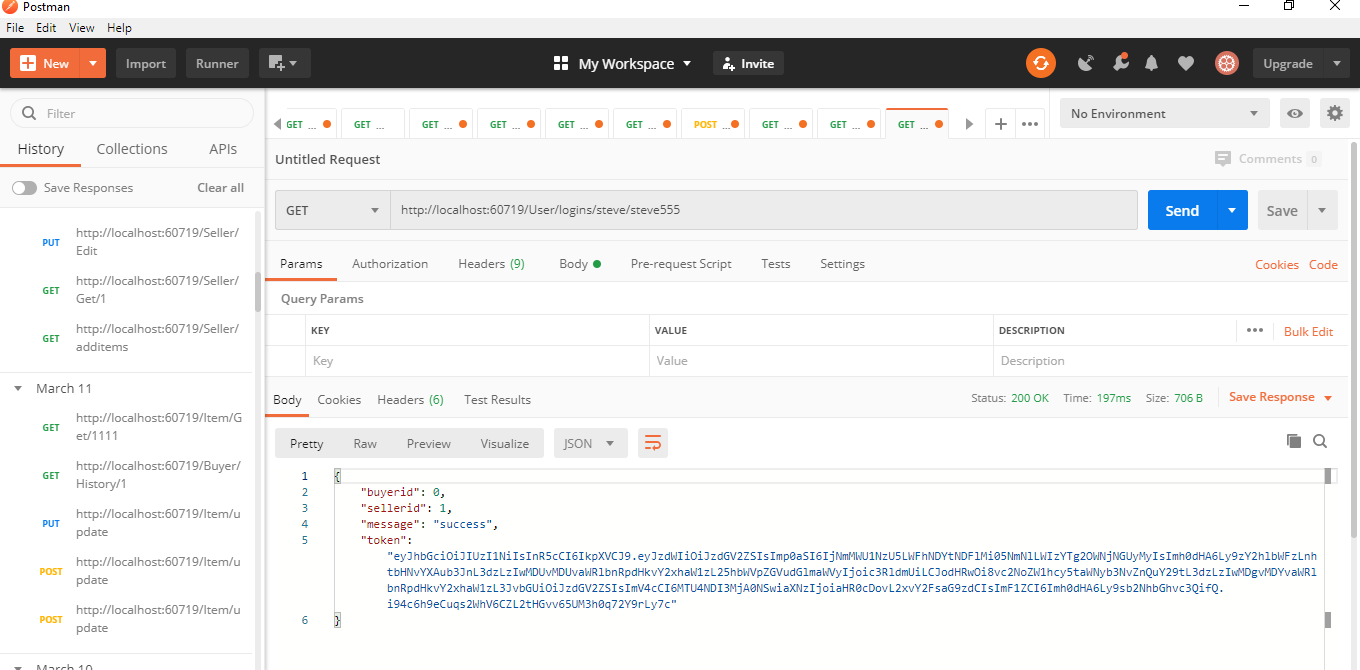 Postman
File Edit View Help
New Import Runner My Workspace Invite Upgrade
Filter
History Collections APIs
Save Responses Clear all
http://localhost:60719/Seller/
PUT Edit
http://localhost:60719/Seller/
GET Get/1
http://localhost:60719/Seller/
GET additems
March 11
http://localhost:60719/Item/G
GET et/1111
http://localhost:60719/Buyer/
GET History/1
http://localhost:60719/Item/u
PUT pdate
http://localhost:60719/Item/u
POST pdate
http://localhost:60719/Item/u
POST pdate
March 10
GET ... GET ... GET ... GET ... GET ... GET ... POST ... GET ... GET ... GET ... No Environment
Untitled Request Comments 0
GET http://localhost:60719/User/logins/steve/steve555 Send Save
Params Authorization Headers (9) Body Pre-request Script Tests Settings Cookies Code
Query Params
KEY VALUE DESCRIPTION Bulk Edit
Key Value Description
Body Cookies Headers (6) Test Results Status: 200 OK Time: 197ms Size: 706 B Save Response
Pretty Raw Preview Visualize JSON
1 {
2 "buyerid": 0,
3 "sellerid": 1,
4 "message": "success",
5 "token":
"eyJhbGciOiJIUzI1NiIsInR5cCI6IkpXVCJ9.eyJzdWIiOiJzdGV2ZSIsImp0aSI6IjNmMWU1NzU5LWFhNDYtNDFlMi05NmNlLWIzYTg2OWNjNGUyMyIsImh0dHA6Ly9zY2hlbWFzLnh
tbHNvYXAub3JnL3dzLzIwMDUvMDUvaWRlbnRpdHkvY2xhaW1zL25hbWVpZGVudGlmaWVyIjoic3RldmUiLCJodHRwOi8vc2NoZW1hcy5taWNyb3NvZnQuY29tL3dzLzIwMDgvMDYvaWRl
bnRpdHkvY2xhaW1zL3JvbGUiOiJzdGV2ZSIsImV4cCI6MTU4NDI3MjA0NSwiaXNzIjoiaHR0cDovL2xvY2FsaG9zdCIsImF1ZCI6Imh0dHA6Ly9sb2NhbGhvc3QifQ.
i94c6h9eCuqs2WhV6CZL2tHGvv65UM3h0q72Y9rLy7c"
6 }